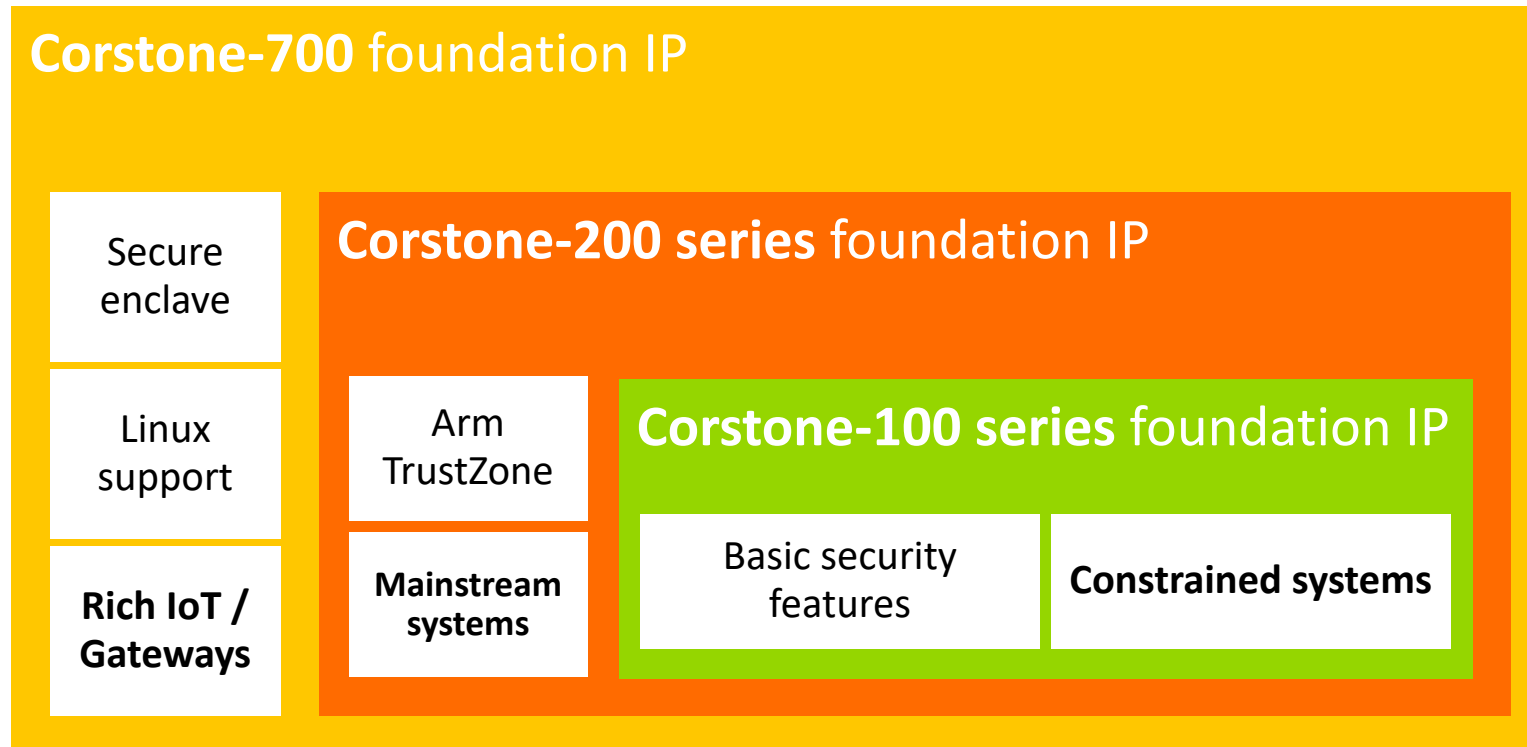 Corstone-700 foundation IP
Secure
enclave
Linux
support
Rich IoT /
Gateways
Corstone-200 series foundation IP
Arm
TrustZone
Mainstream
systems
Corstone-100 series foundation IP
Basic security
features
Constrained systems